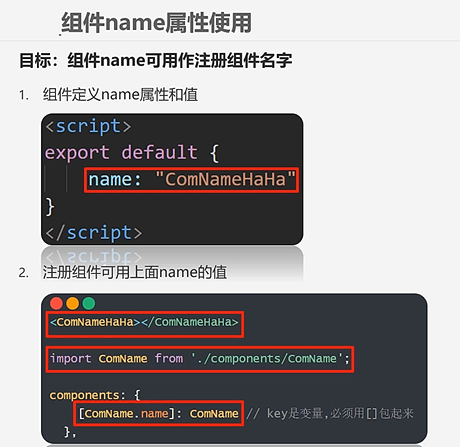 组件name属性使用
目标：组件name可用作注册组件名字
1. 组件定义name属性和值
<script>
export default {
name: "ComNameHaHa"
}
</script>
2. 注册组件可用上面name的值
<ComNameHaHa></ComNameHaHa>
import ComName from './components/ComName';
components: {
[ComName.name]: ComName // key是变量,必须用[]包起来
},